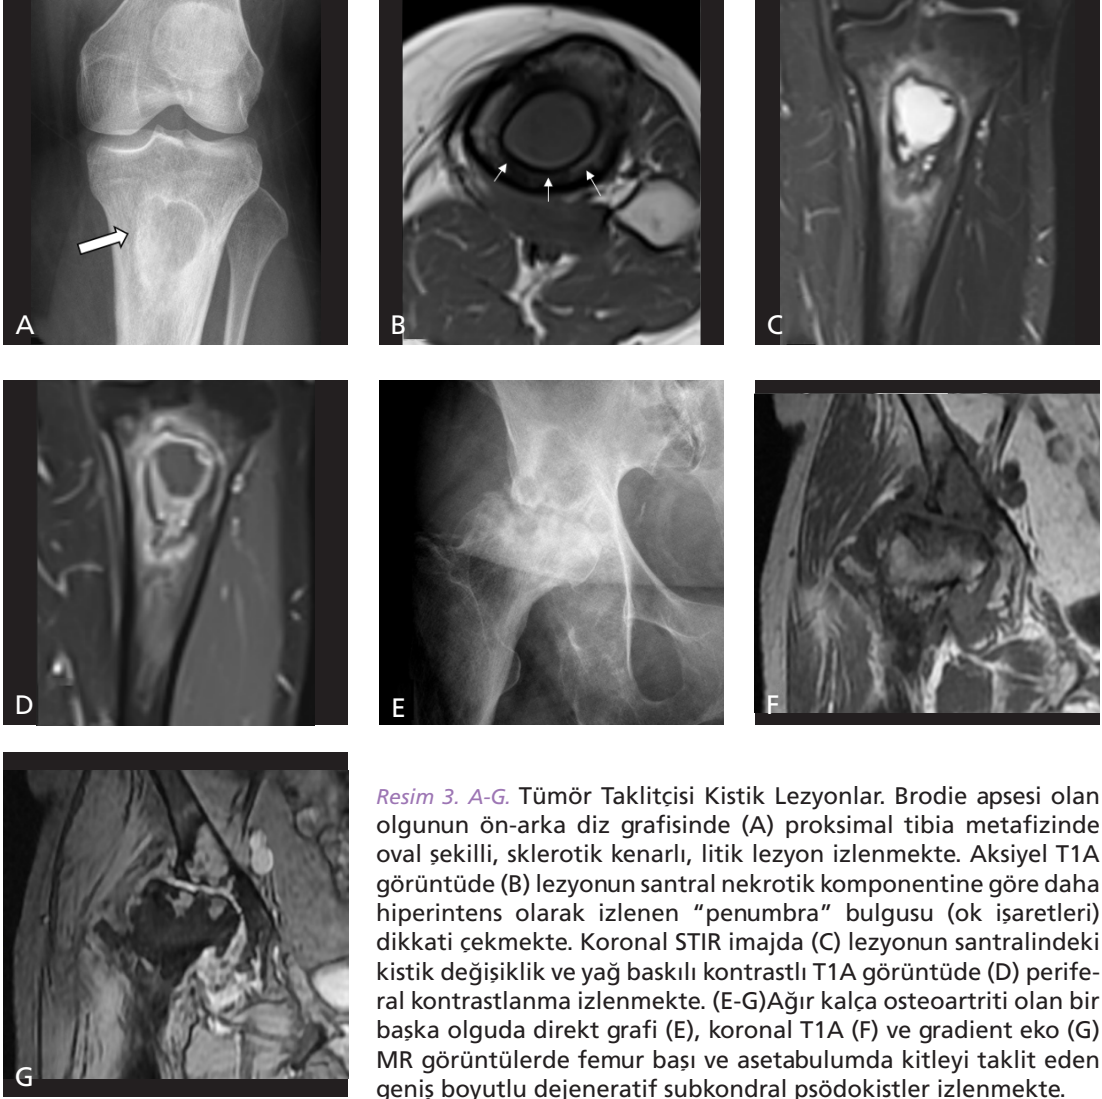 A
B
C
D
E
F
G
Resim 3. A-G. Tümör Taklitçisi Kistik Lezyonlar. Brodie apsesi olan
olgunun ön-arka diz grafisinde (A) proksimal tibia metafizinde
oval şekilli, sklerotik kenarlı, litik lezyon izlenmekte. Aksiyel T1A
görüntüde (B) lezyonun santral nekrotik komponentine göre daha
hiperintens olarak izlenen “penumbra” bulgusu (ok işaretleri)
dikkati çekmekte. Koronal STIR imajda (C) lezyonun santralindeki
kistik değişiklik ve yağ baskılı kontrastlı T1A görüntüde (D) perife-
ral kontrastlanma izlenmekte. (E-G)Ağır kalça osteoartriti olan bir
başka olguda direkt grafi (E), koronal T1A (F) ve gradient eko (G)
MR görüntülerde femur başı ve asetabulumda kitleyi taklit eden
geniş boyutlu dejeneratif subkondral psödokistler izlenmekte.